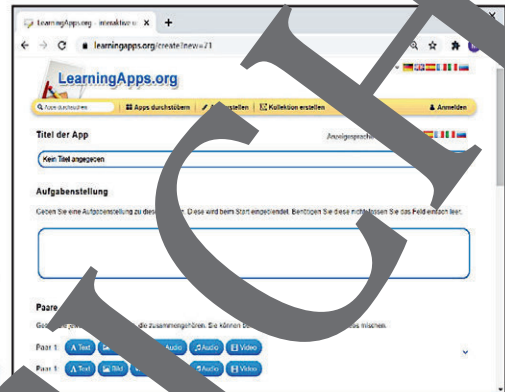 LearningApps.org - interaktive u
learningapps.org/create?new=71
LearningApps.org
Apps durchsuchen Apps durchstöbern stellen Kollektion erstellen Anmelden
Titel der App Anzeigesprache
Kein Titel angegeben
Aufgabenstellung
Geben Sie eine Aufgabenstellung zu dieser Diese wird beim Start eingeblendet. Benötigen Sie diese nicht, lassen Sie das Feld einfach leer.
Paare
die zusammengehören. Sie können mischen.
Paar 1: Text Audio Audio Video
Paar 1: Text Bild Audio Video